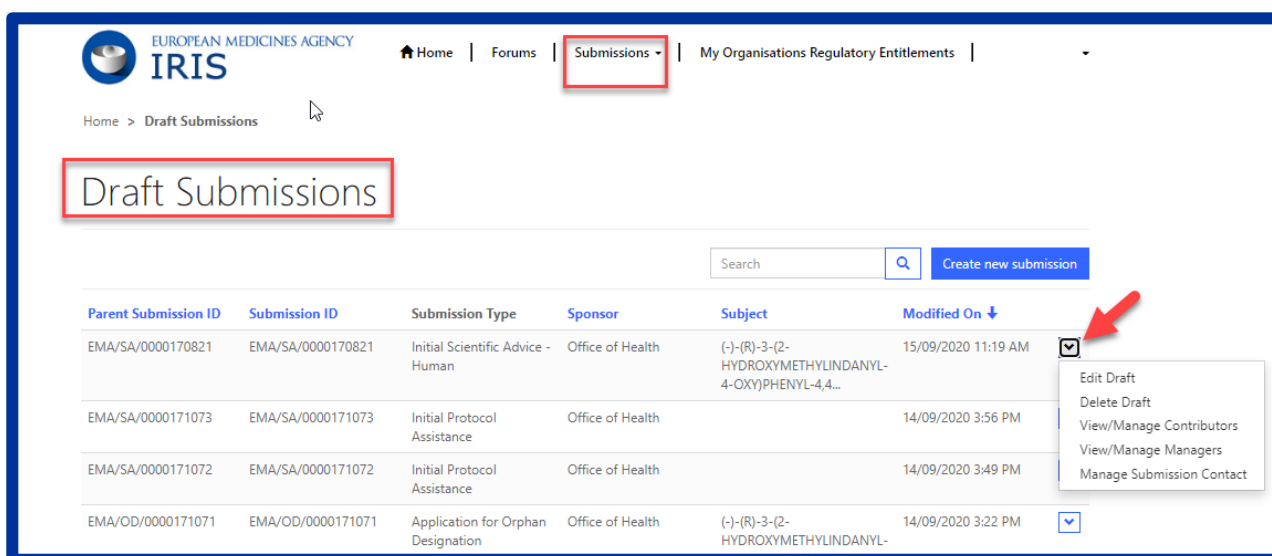 EUROPEAN MEDICINES AGENCY
IRIS
Home | Forums | Submissions | My Organisations Regulatory Entitlements |
Home > Draft Submissions
Draft Submissions
Search
Create new submission
Parent Submission ID Submission ID Submission Type Sponsor Subject Modified On
EMA/SA/0000170821 EMA/SA/0000170821 Initial Scientific Advice - Office of Health (-)-(R)-3-(2- 15/09/2020 11:19 AM
Human HYDROXYMETHYLINDANYL-
4-OXY)PHENYL-4,4...
Edit Draft
Delete Draft
View/Manage Contributors
View/Manage Managers
Manage Submission Contact
EMA/SA/0000171073 EMA/SA/0000171073 Initial Protocol Office of Health 14/09/2020 3:56 PM
Assistance
EMA/SA/0000171072 EMA/SA/0000171072 Initial Protocol Office of Health 14/09/2020 3:49 PM
Assistance
EMA/OD/0000171071 EMA/OD/0000171071 Application for Orphan Office of Health (-)-(R)-3-(2- 14/09/2020 3:22 PM
Designation HYDROXYMETHYLINDANYL-